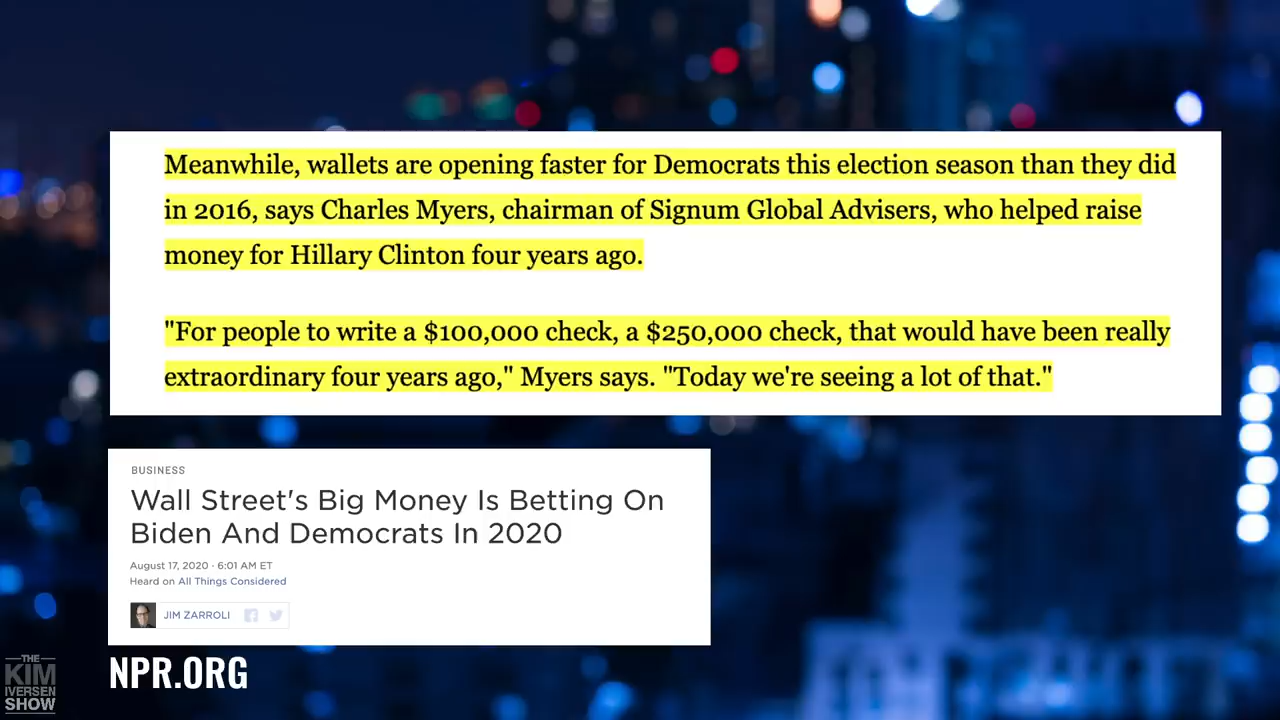 Meanwhile, wallets are opening faster for Democrats this election season than they did
in 2016, says Charles Myers, chairman of Signum Global Advisers, who helped raise
money for Hillary Clinton four years ago.
"For people to write a $100,000 check, a $250,000 check, that would have been really
extraordinary four years ago," Myers says. "Today we're seeing a lot of that."
BUSINESS
Wall Street's Big Money Is Betting On
Biden And Democrats In 2020
August 17, 2020 · 6:01 AM ET
Heard on All Things Considered
JIM ZARROLI
NPR.ORG
THE
KIM
IVERSEN
SHOW